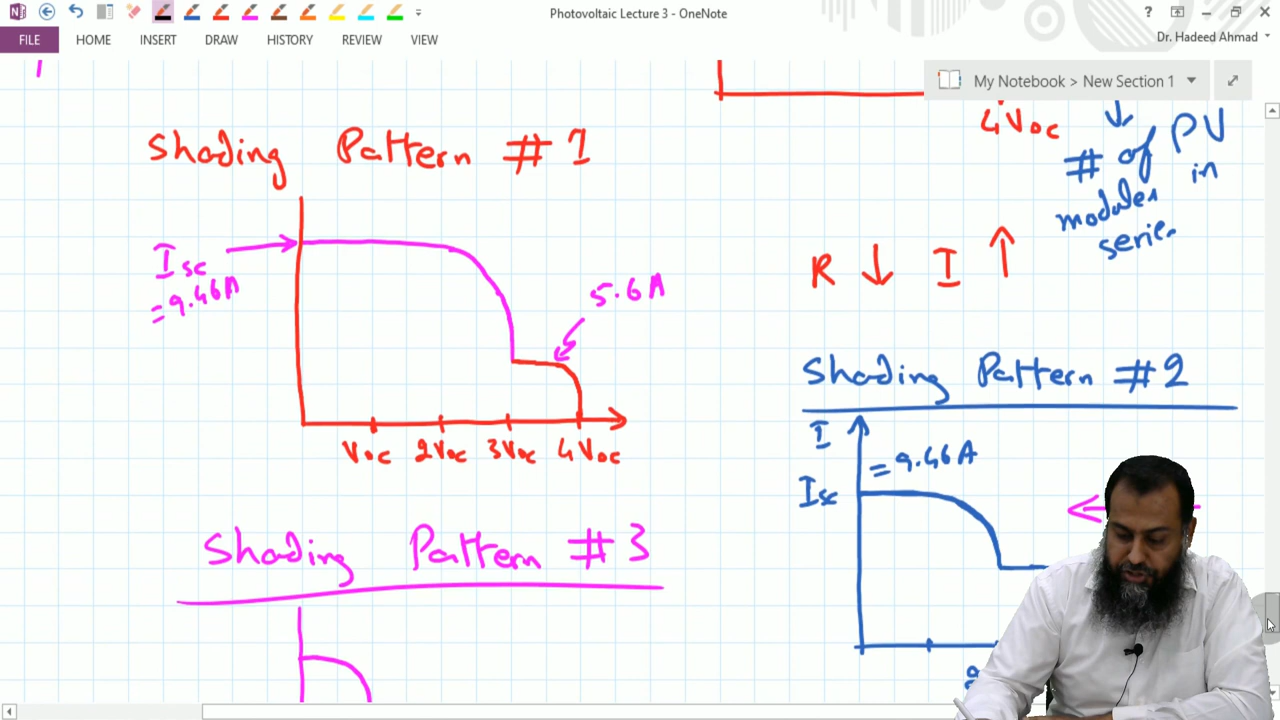 Photovoltaic Lecture 3 - OneNote
?
Dr. Hadeed Ahmad
FILE HOME INSERT DRAW HISTORY REVIEW VIEW
My Notebook > New Section 1
4Voc
# of PV
modules in
series
Shading Pattern # 1
Isc
= 9.46A
5.6A
R ↓ I ↑
Voc 2Voc 3Voc 4Voc
Shading Pattern #2
I
= 9.46A
Isc
Shading Pattern #3